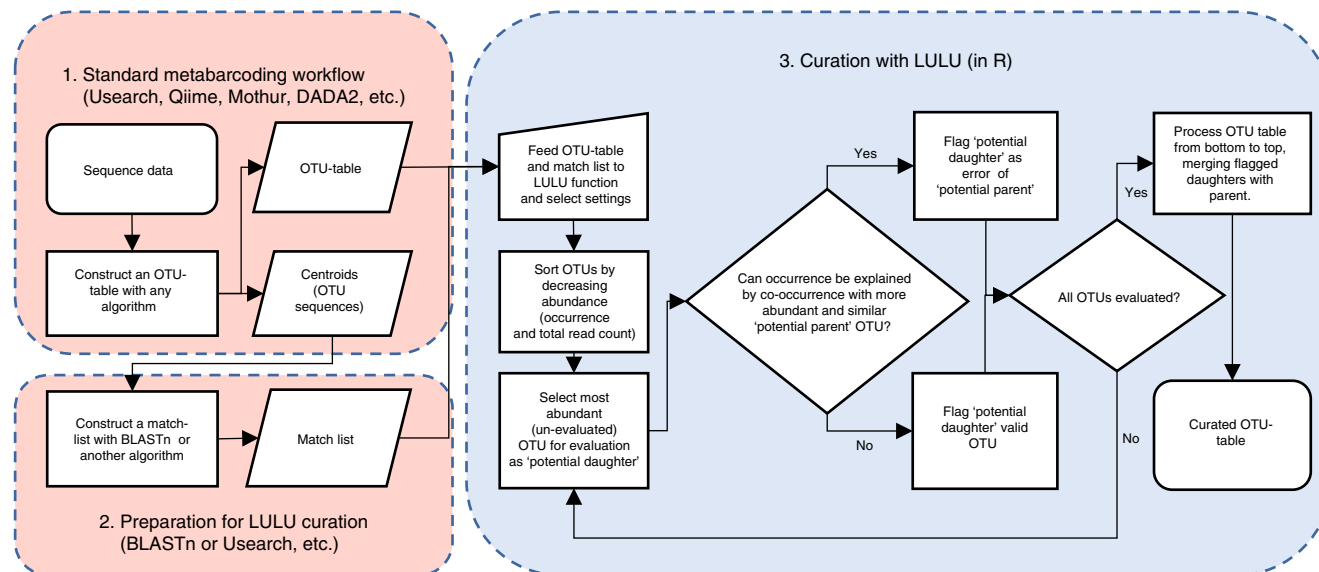 1. Standard metabarcoding workflow
(Usearch, Qiime, Mothur, DADA2, etc.)
Sequence data
OTU-table
Construct an OTU-
table with any
algorithm
Centroids
(OTU
sequences)
Construct a match-
list with BLASTn or
another algorithm
Match list
2. Preparation for LULU curation
(BLASTn or Usearch, etc.)
3. Curation with LULU (in R)
Feed OTU-table
and match list to
LULU function
and select settings
Sort OTUs by
decreasing
abundance
(occurrence
and total read count)
Select most
abundant
(un-evaluated)
OTU for evaluation
as ‘potential daughter’
Can occurrence be explained
by co-occurrence with more
abundant and similar
‘potential parent’ OTU?
Yes
No
Flag ‘potential
daughter’ as
error of
‘potential parent’
Flag ‘potential
daughter’ valid
OTU
All OTUs evaluated?
Yes
No
Process OTU table
from bottom to top,
merging flagged
daughters with
parent.
Curated OTU-
table